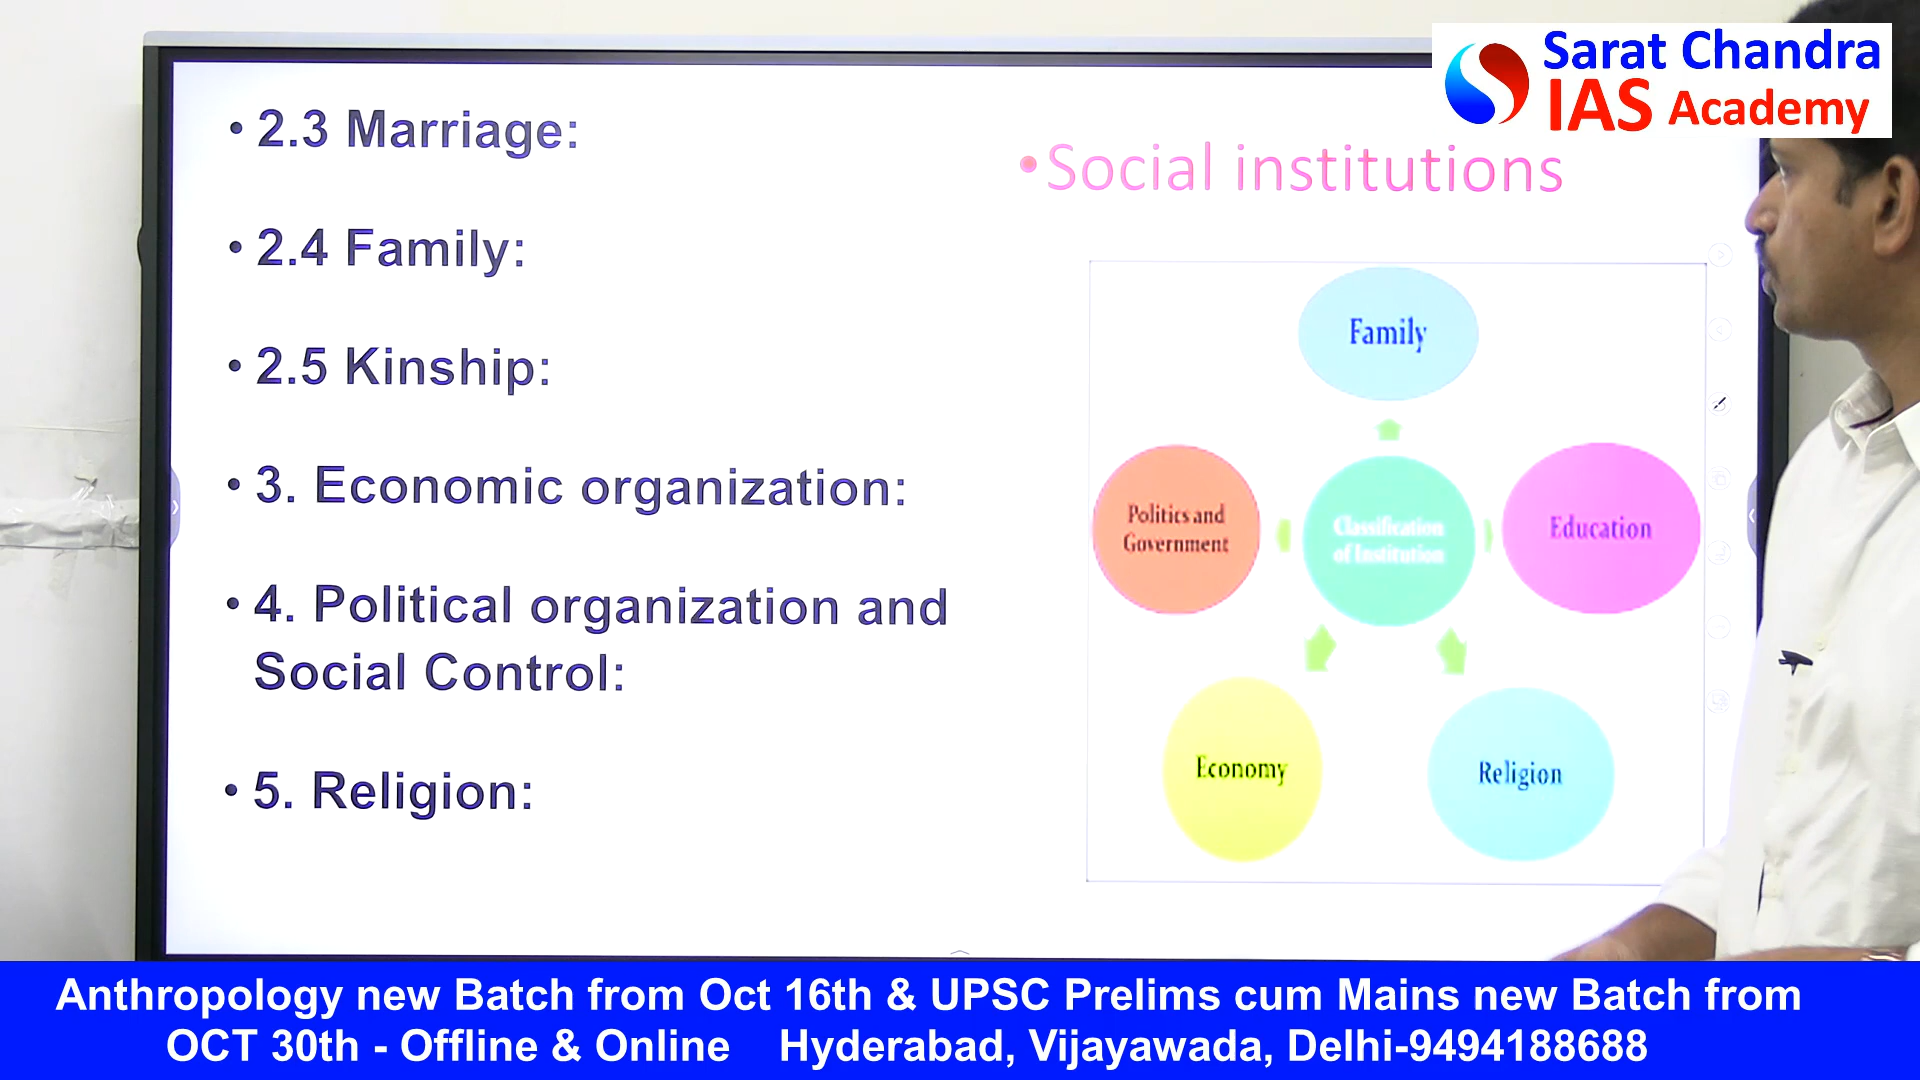 Sarat Chandra
IAS Academy
• 2.3 Marriage:
• 2.4 Family:
• 2.5 Kinship:
• 3. Economic organization:
• 4. Political organization and
Social Control:
• 5. Religion:
• Social institutions
Family
Politics and
Government
Classification
of Institution
Education
Economy
Religion
Anthropology new Batch from Oct 16th & UPSC Prelims cum Mains new Batch from
OCT 30th - Offline & Online Hyderabad, Vijayawada, Delhi-9494188688